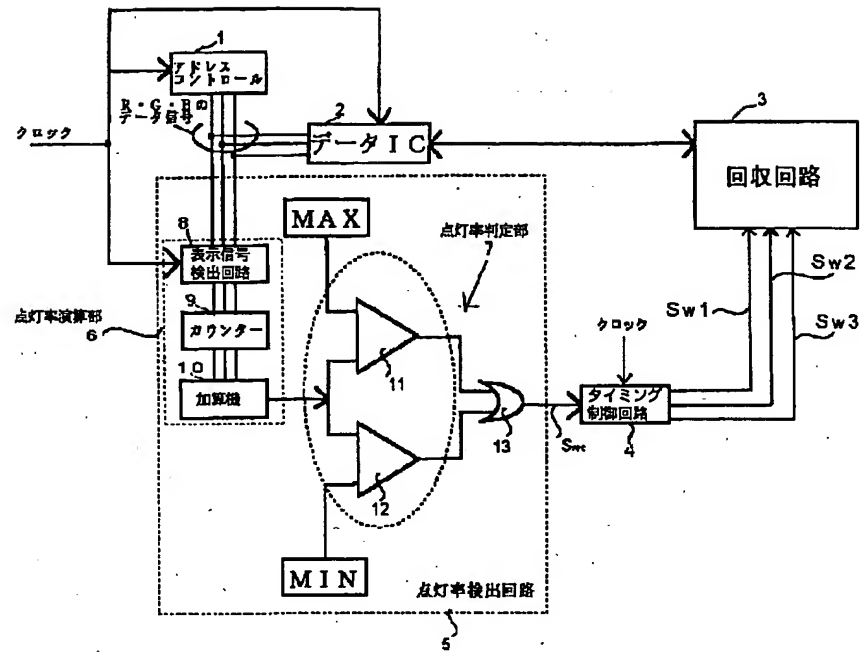 1
アドレス
コントロール
R・G・Bの
データ信号
クロック
2
データIC
3
回収回路
MAX
点灯率判定部
7
8
表示信号
検出回路
9
カウンター
点灯率演算部
6
10
加算機
11
12
13
MIN
クロック
タイミング
制御回路
4
Sw1
Sw2
Sw3
点灯率検出回路
5